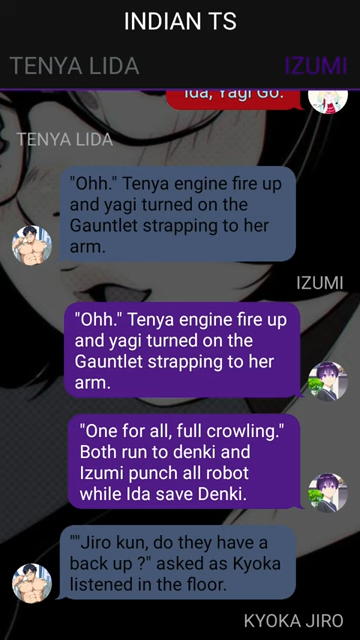 INDIAN TS
TENYA LIDA
IZUMI
Ida, Yagi Go."
TENYA LIDA
"Ohh." Tenya engine fire up
and yagi turned on the
Gauntlet strapping to her
arm.
IZUMI
"Ohh." Tenya engine fire up
and yagi turned on the
Gauntlet strapping to her
arm.
"One for all, full crowling."
Both run to denki and
Izumi punch all robot
while Ida save Denki.
""Jiro kun, do they have a
back up ?" asked as Kyoka
listened in the floor.
KYOKA JIRO